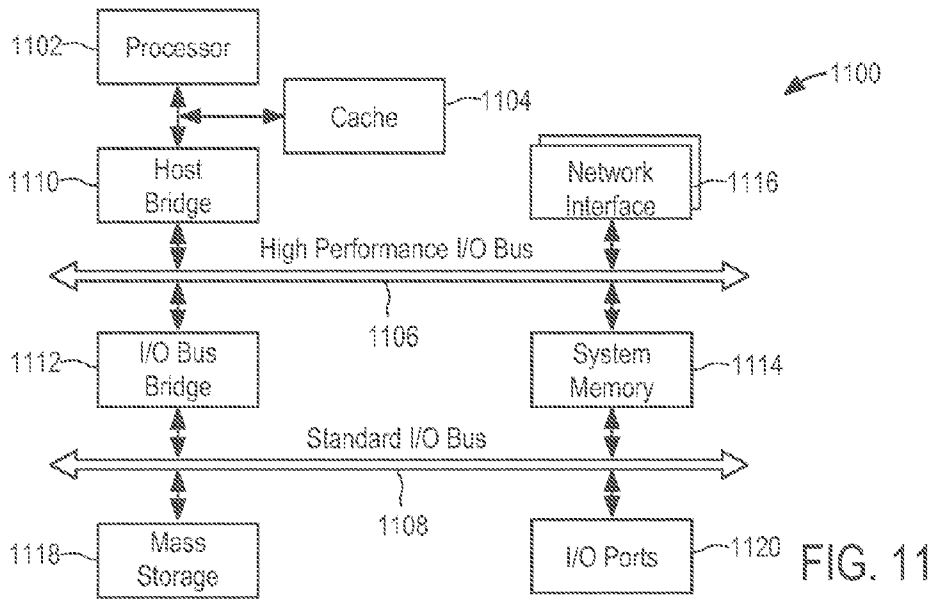 1102
Processor
1100
Cache
1104
1110
Host
Bridge
Network
Interface
1116
High Performance I/O Bus
1106
1112
I/O Bus
Bridge
System
Memory
1114
Standard I/O Bus
1108
1118
Mass
Storage
I/O Ports
1120
FIG. 11